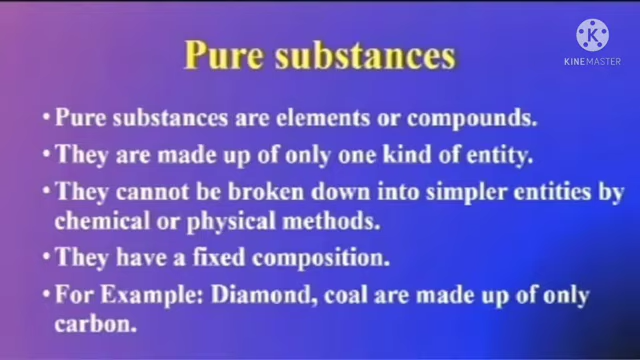 Pure substances
K
KINEMASTER
• Pure substances are elements or compounds.
• They are made up of only one kind of entity.
• They cannot be broken down into simpler entities by
chemical or physical methods.
• They have a fixed composition.
• For Example: Diamond, coal are made up of only
carbon.